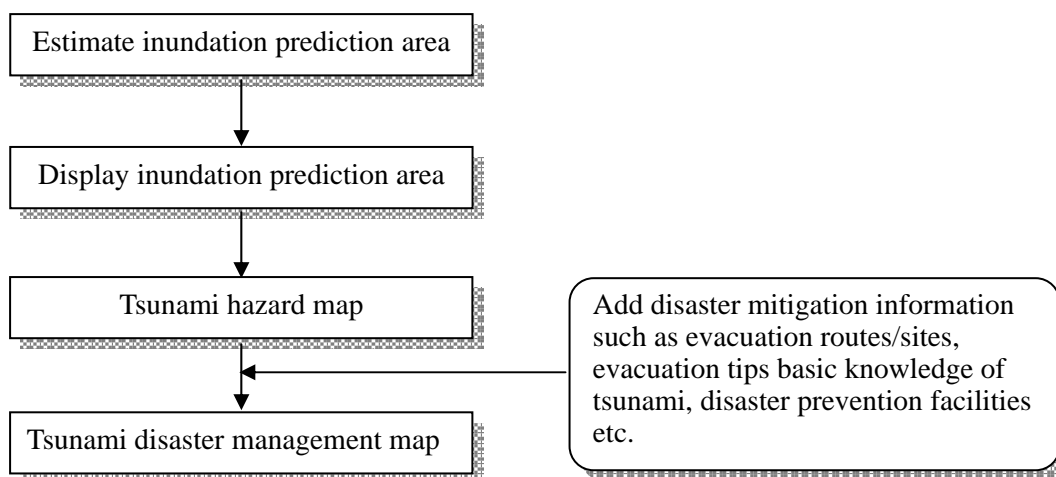 Estimate inundation prediction area
Display inundation prediction area
Tsunami hazard map
Add disaster mitigation information
such as evacuation routes/sites,
evacuation tips basic knowledge of
tsunami, disaster prevention facilities
etc.
Tsunami disaster management map